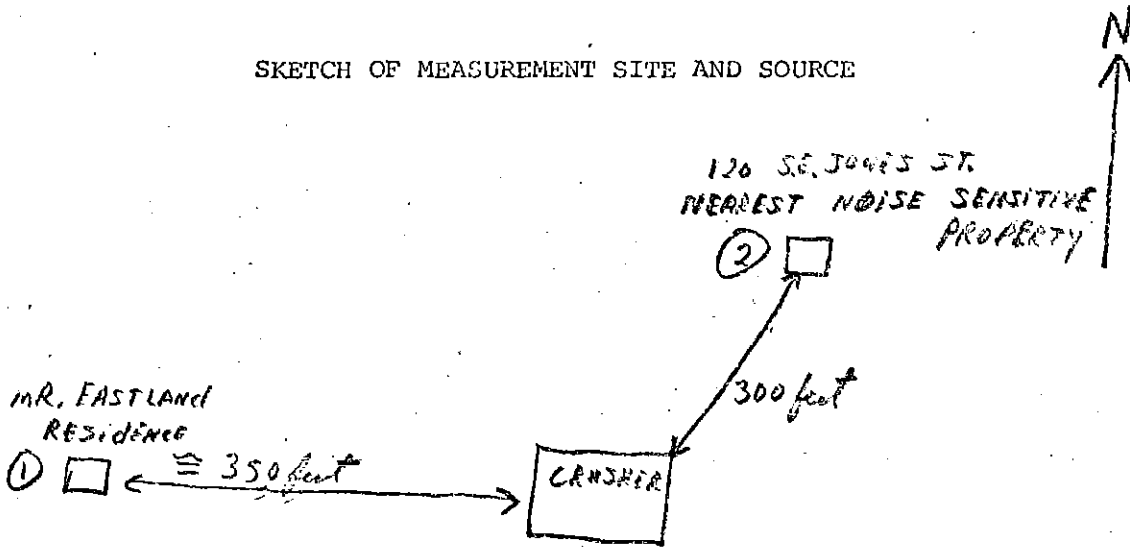 N
SKETCH OF MEASUREMENT SITE AND SOURCE
120 S.E. JONES ST.
NEAREST NOISE SENSITIVE
PROPERTY
②
300 feet
MR. EASTLAND
RESIDENCE
①
≅ 350 feet
CRUSHER